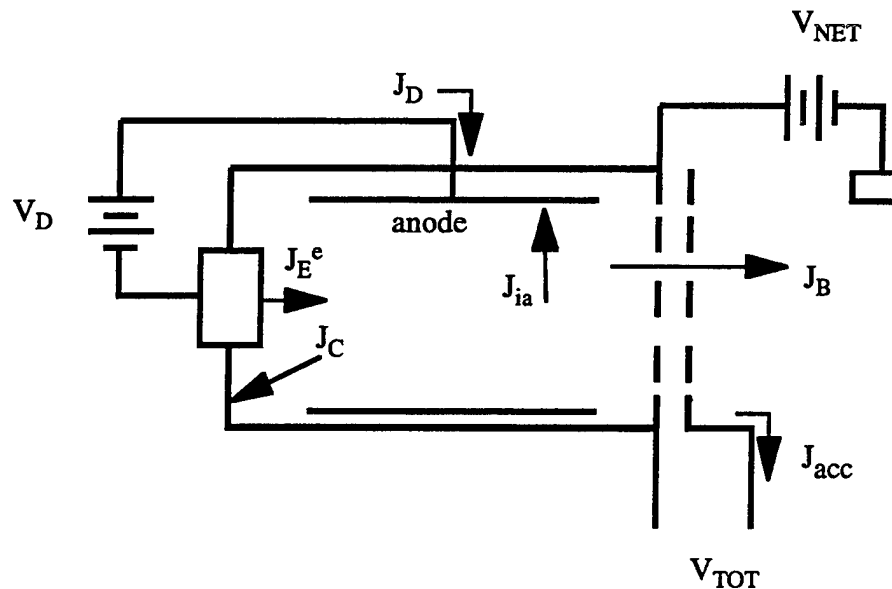 V_NET
J_D
V_D
anode
J_E^e
J_ia
J_B
J_C
J_acc
V_TOT